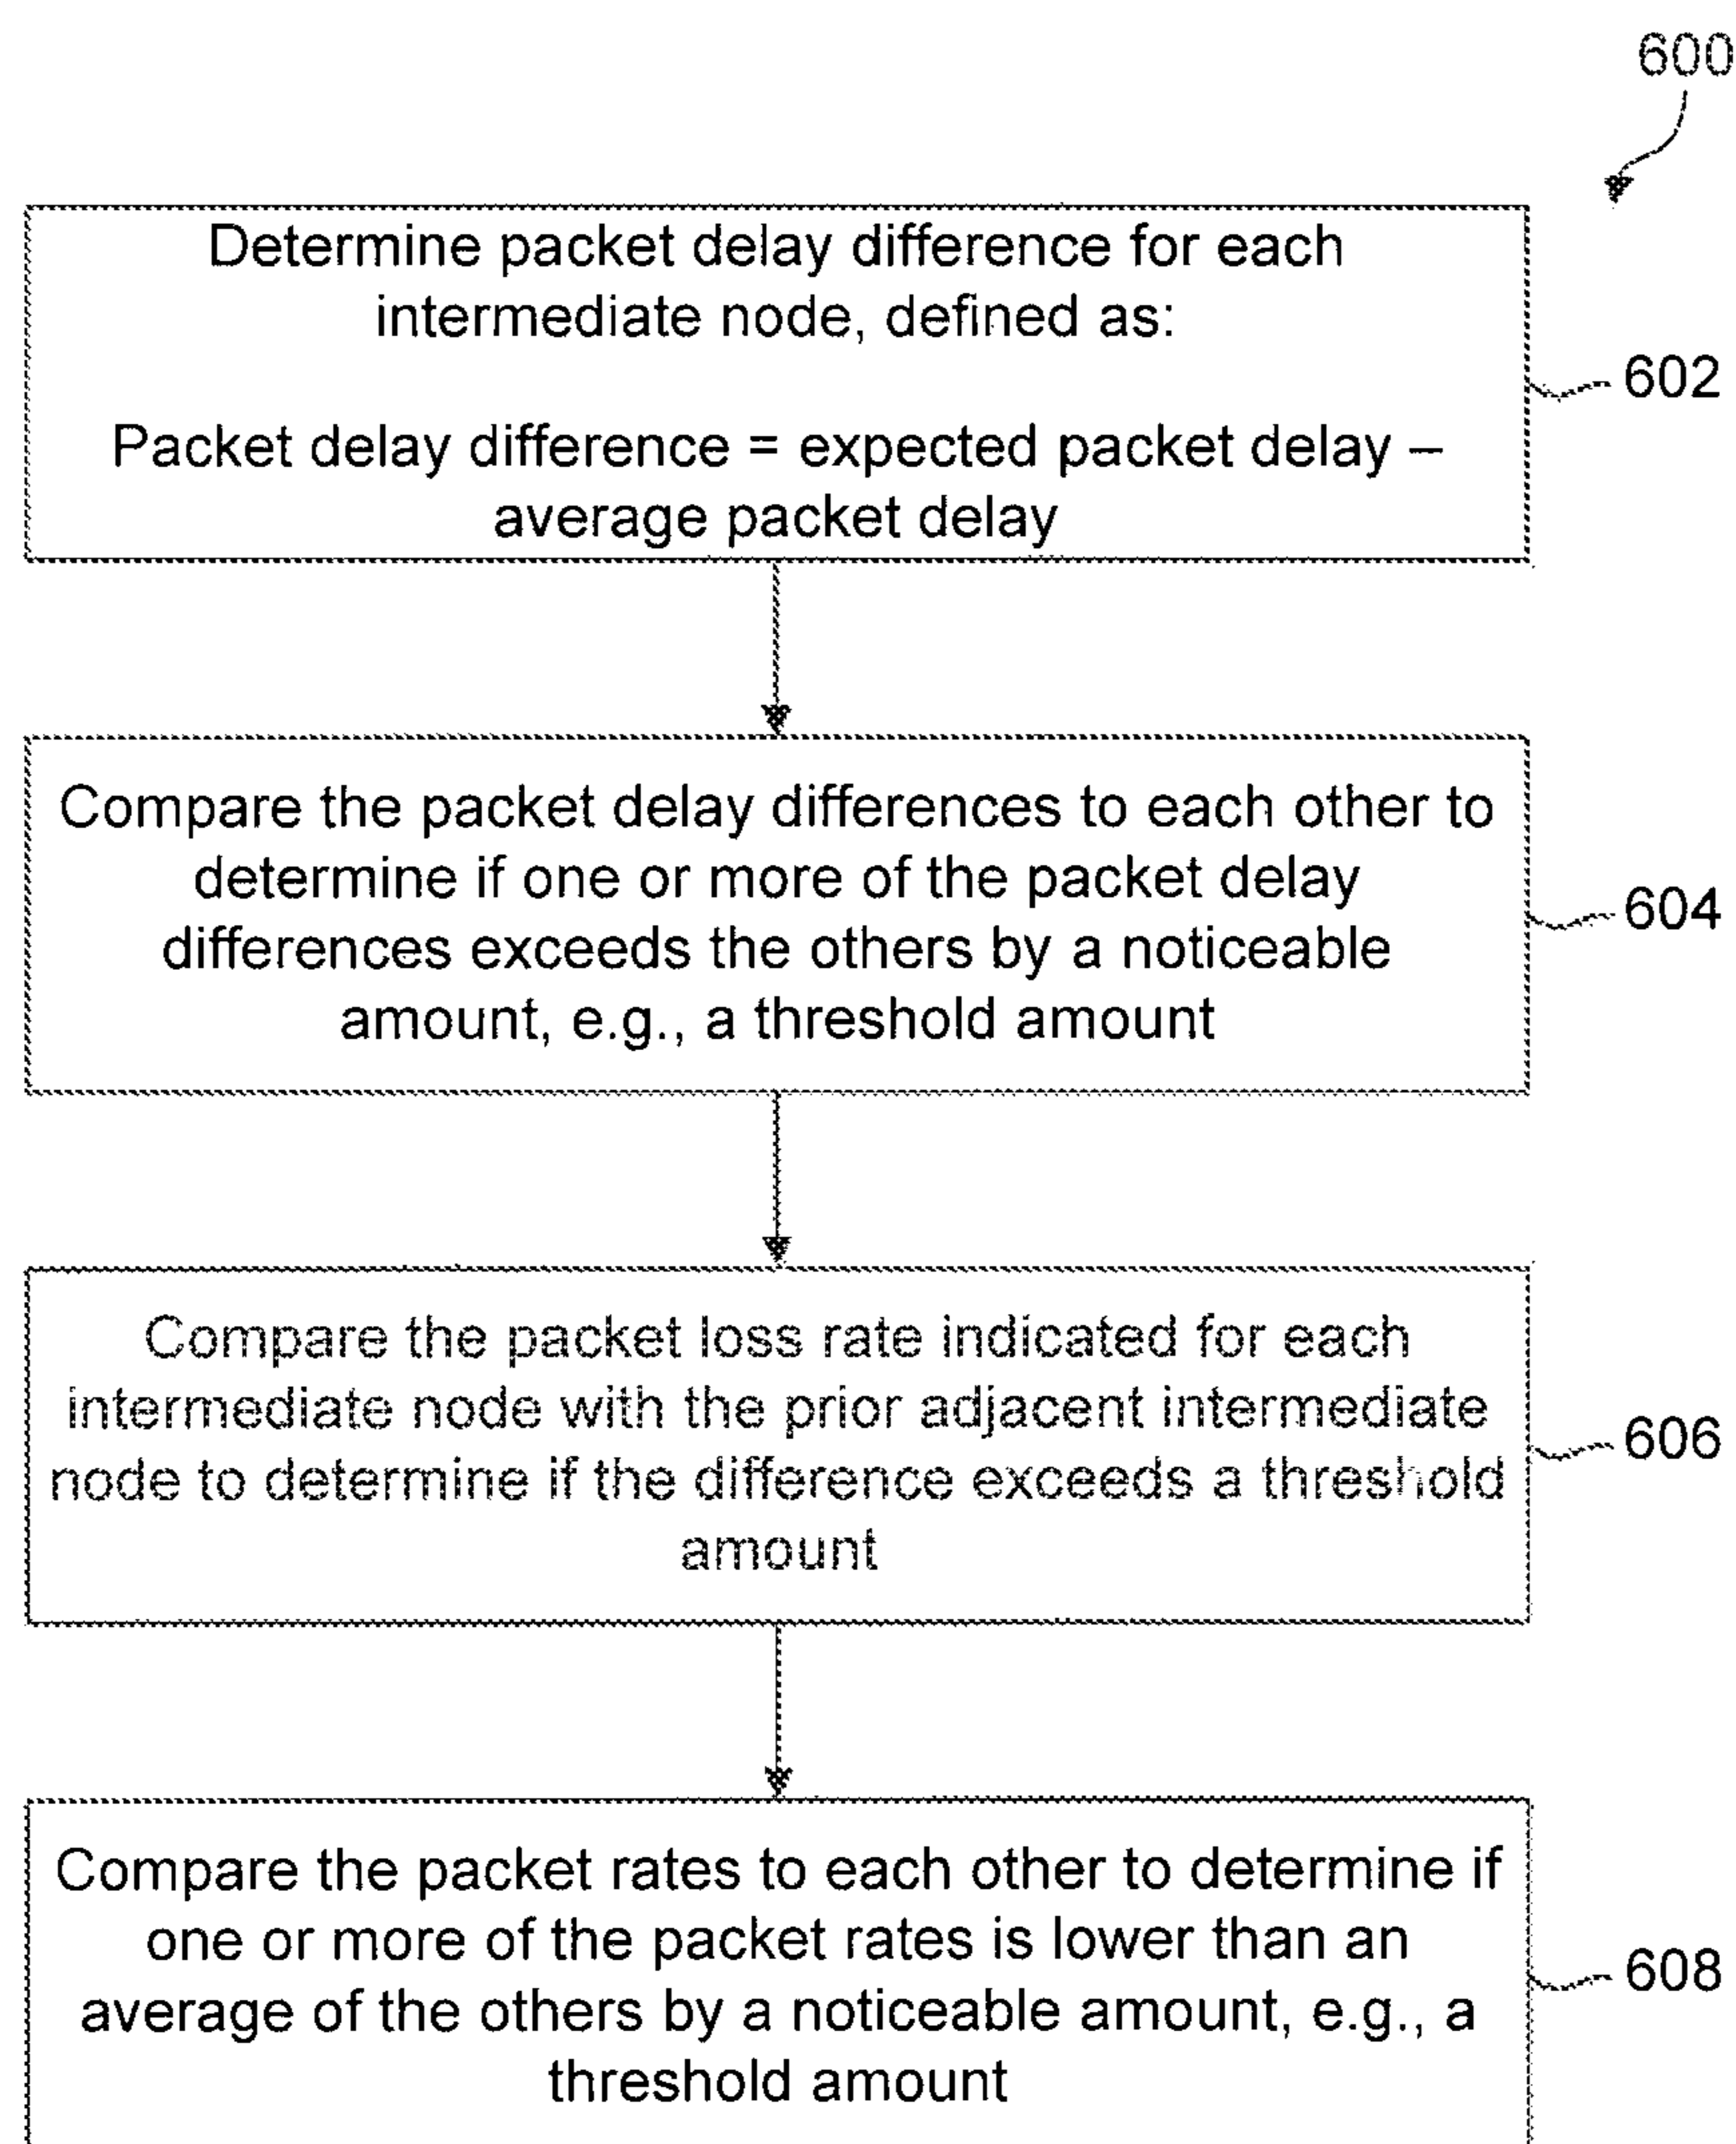 600
Determine packet delay difference for each
intermediate node, defined as:
Packet delay difference = expected packet delay –
average packet delay
602
Compare the packet delay differences to each other to
determine if one or more of the packet delay
differences exceeds the others by a noticeable
amount, e.g., a threshold amount
604
Compare the packet loss rate indicated for each
intermediate node with the prior adjacent intermediate
node to determine if the difference exceeds a threshold
amount
606
Compare the packet rates to each other to determine if
one or more of the packet rates is lower than an
average of the others by a noticeable amount, e.g., a
threshold amount
608